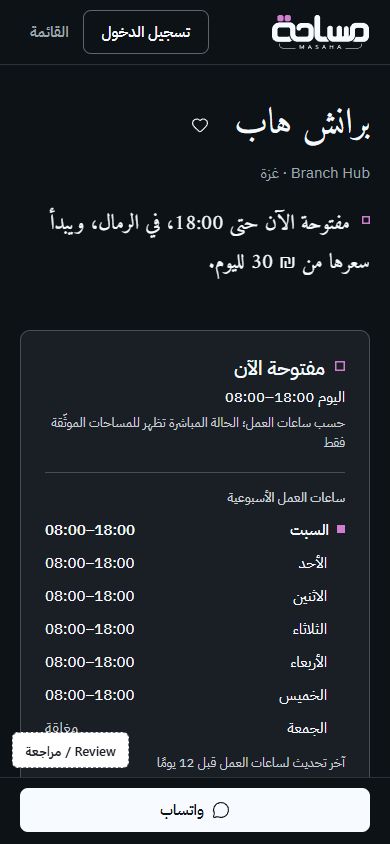 مساحة
MASAHA
تسجيل الدخول
القائمة
برانش هاب
Branch Hub · غزة
مفتوحة الآن حتى 18:00، في الرمال، ويبدأ
سعرها من ₪ 30 لليوم.
مفتوحة الآن
اليوم 08:00–18:00
حسب ساعات العمل؛ الحالة المباشرة تظهر للمساحات الموثّقة
فقط
ساعات العمل الأسبوعية
السبت 08:00–18:00
الأحد 08:00–18:00
الاثنين 08:00–18:00
الثلاثاء 08:00–18:00
الأربعاء 08:00–18:00
الخميس 08:00–18:00
الجمعة مغلقة
آخر تحديث لساعات العمل قبل 12 يومًا
Review / مراجعة
واتساب